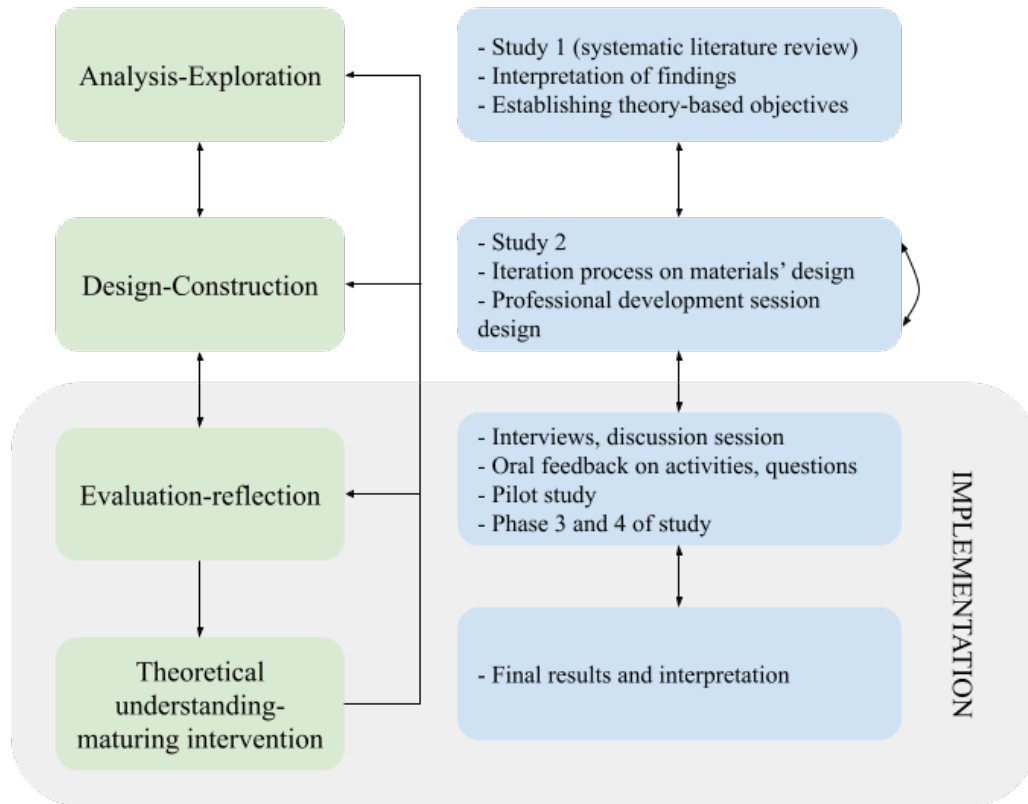 Analysis-Exploration
- Study 1 (systematic literature review)
- Interpretation of findings
- Establishing theory-based objectives
Design-Construction
- Study 2
- Iteration process on materials’ design
- Professional development session
design
Evaluation-reflection
- Interviews, discussion session
- Oral feedback on activities, questions
- Pilot study
- Phase 3 and 4 of study
Theoretical
understanding-
maturing intervention
- Final results and interpretation
IMPLEMENTATION